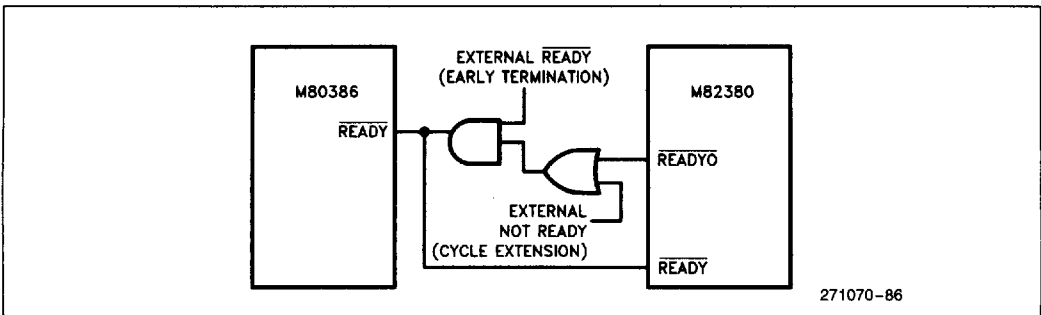 EXTERNAL READY
(EARLY TERMINATION)
M80386
M82380
READY
READYO
EXTERNAL
NOT READY
(CYCLE EXTENSION)
READY
271070-86